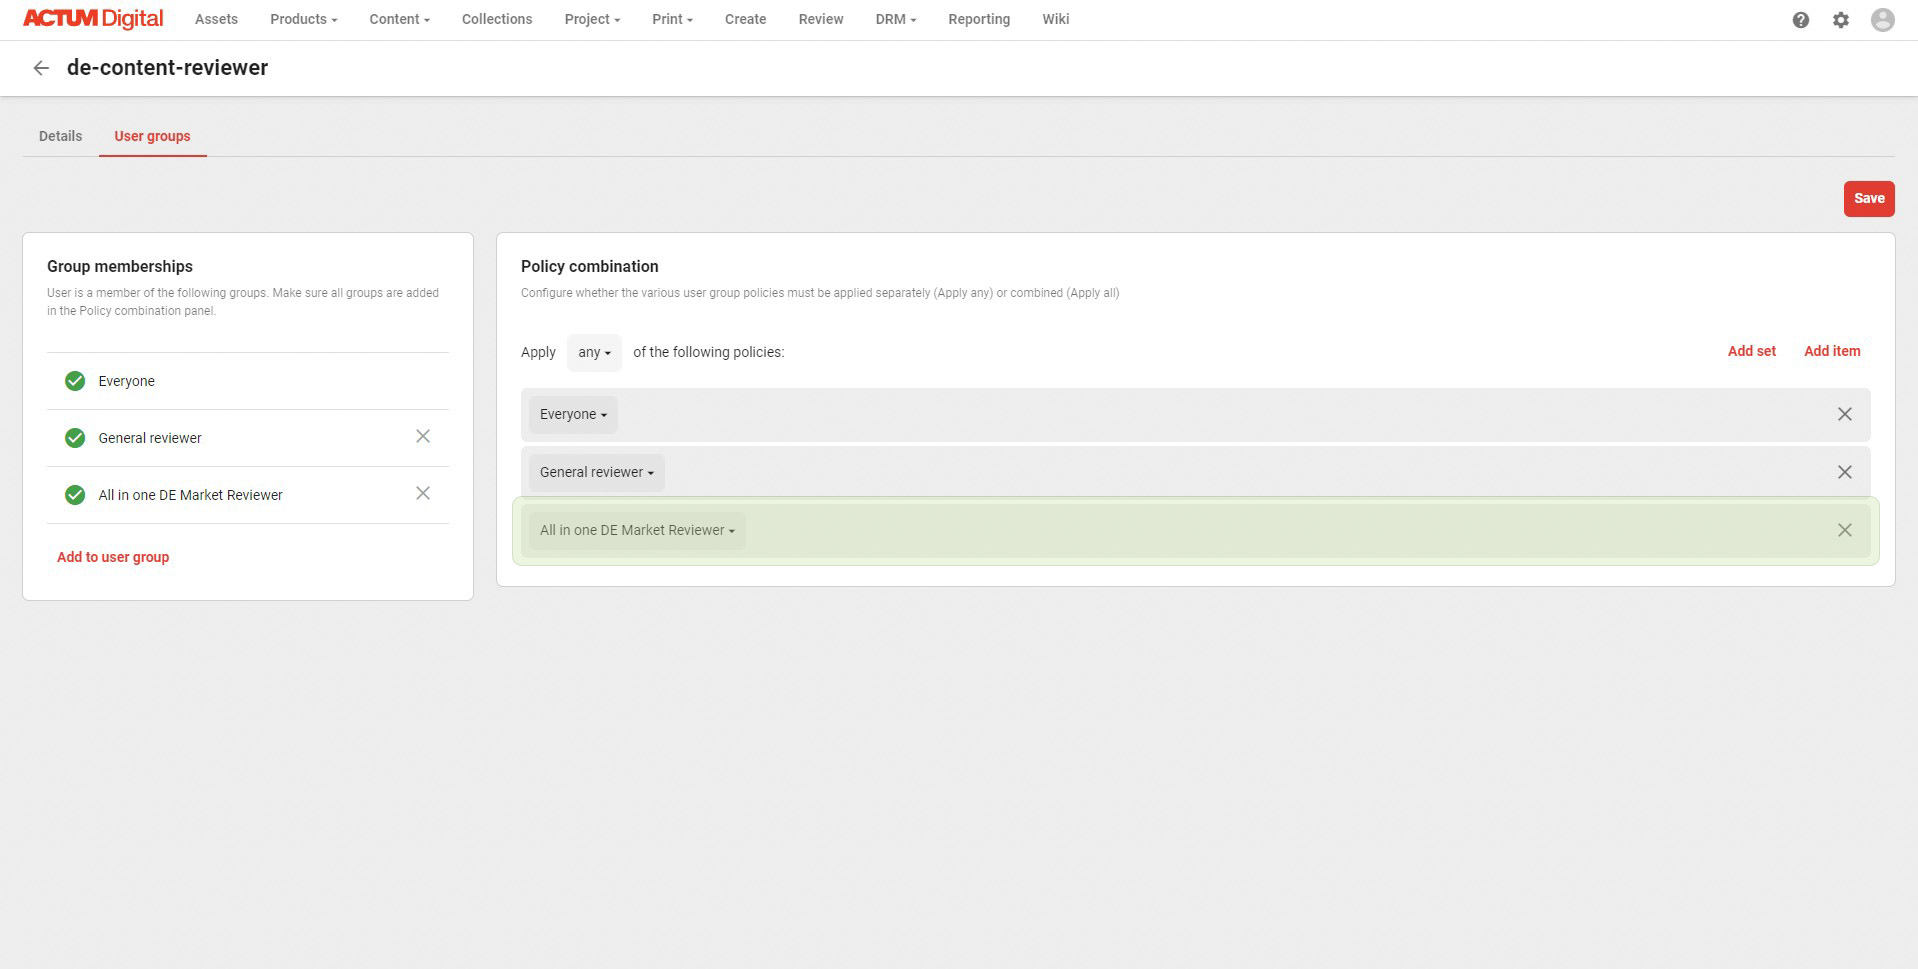 ACTUM Digital Assets Products Content Collections Project Print Create Review DRM Reporting Wiki
de-content-reviewer
Details User groups
Save
Group memberships
User is a member of the following groups. Make sure all groups are added
in the Policy combination panel.
Everyone
General reviewer
All in one DE Market Reviewer
Add to user group
Policy combination
Configure whether the various user group policies must be applied separately (Apply any) or combined (Apply all)
Apply any of the following policies: Add set Add item
Everyone
General reviewer
All in one DE Market Reviewer